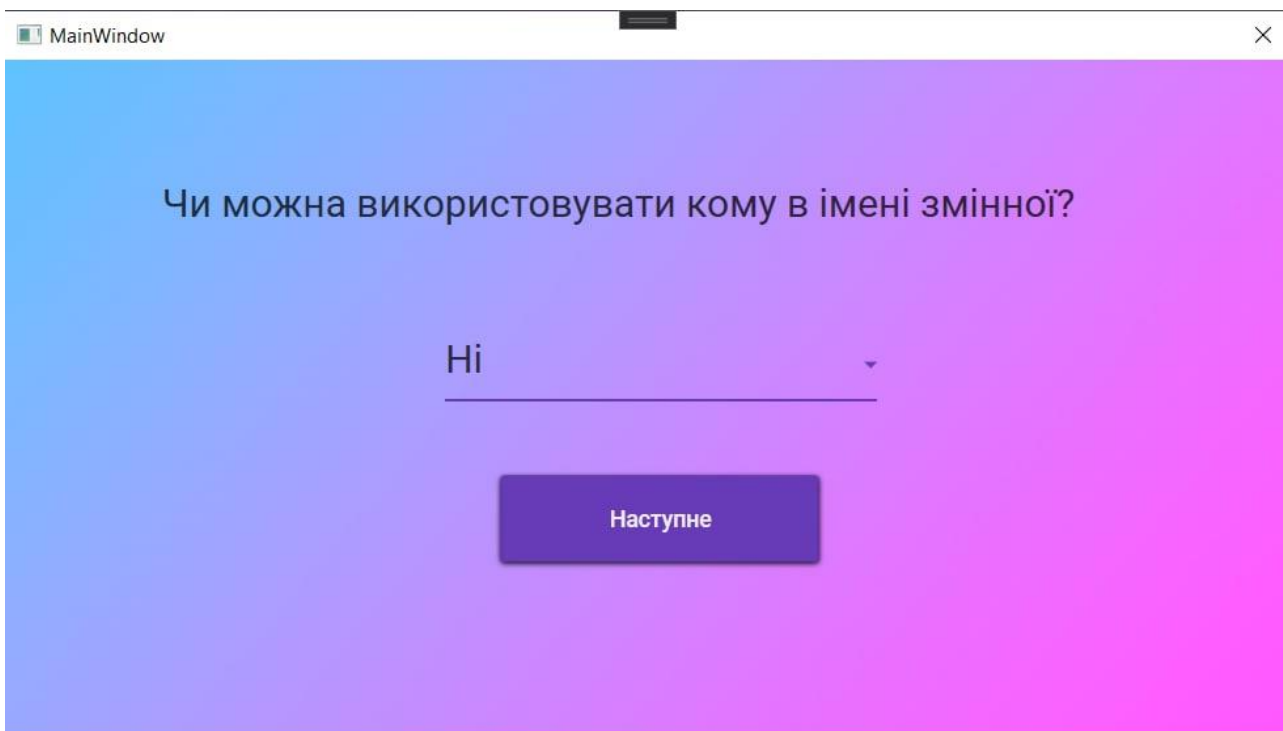 MainWindow
Чи можна використовувати кому в імені змінної?
Ні
Наступне